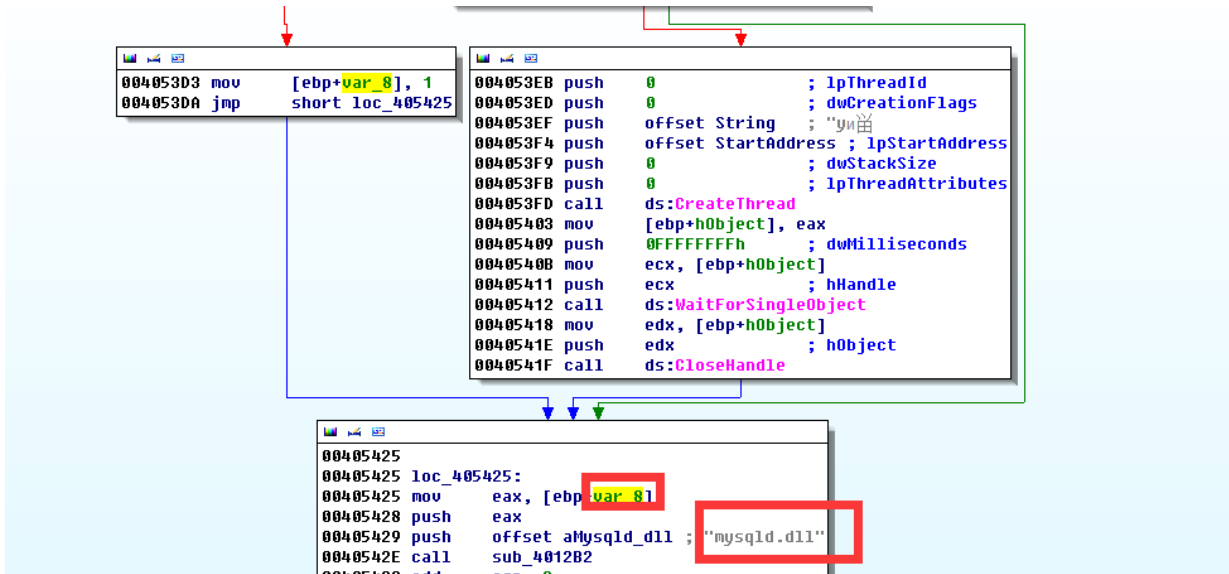 004053D3 mov [ebp+var_8], 1
004053DA jmp short loc_405425
004053EB push 0 ; lpThreadId
004053ED push 0 ; dwCreationFlags
004053EF push offset String ; "yи
004053F4 push offset StartAddress ; lpStartAddress
004053F9 push 0 ; dwStackSize
004053FB push 0 ; lpThreadAttributes
004053FD call ds:CreateThread
00405403 mov [ebp+hObject], eax
00405409 push 0FFFFFFFFh ; dwMilliseconds
0040540B mov ecx, [ebp+hObject]
00405411 push ecx ; hHandle
00405412 call ds:WaitForSingleObject
00405418 mov edx, [ebp+hObject]
0040541E push edx ; hObject
0040541F call ds:CloseHandle
00405425
00405425 loc_405425:
00405425 mov eax, [ebp+var_8]
00405428 push eax
00405429 push offset aMysqld_dll ; "mysqld.dll"
0040542E call sub_4012B2